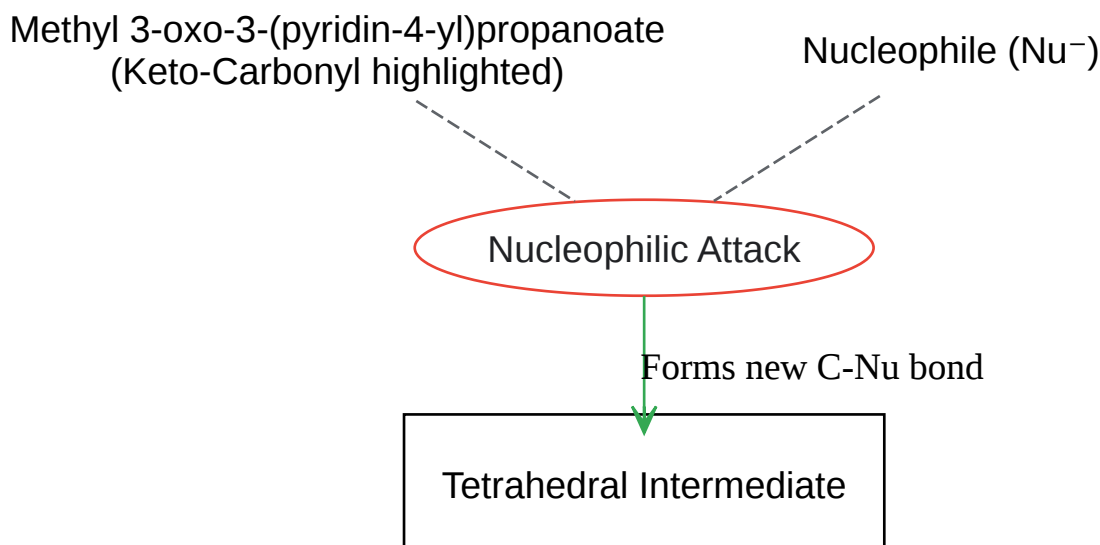 Methyl 3-oxo-3-(pyridin-4-yl)propanoate
(Keto-Carbonyl highlighted)
Nucleophile (Nu⁻)
Nucleophilic Attack
Forms new C-Nu bond
Tetrahedral Intermediate